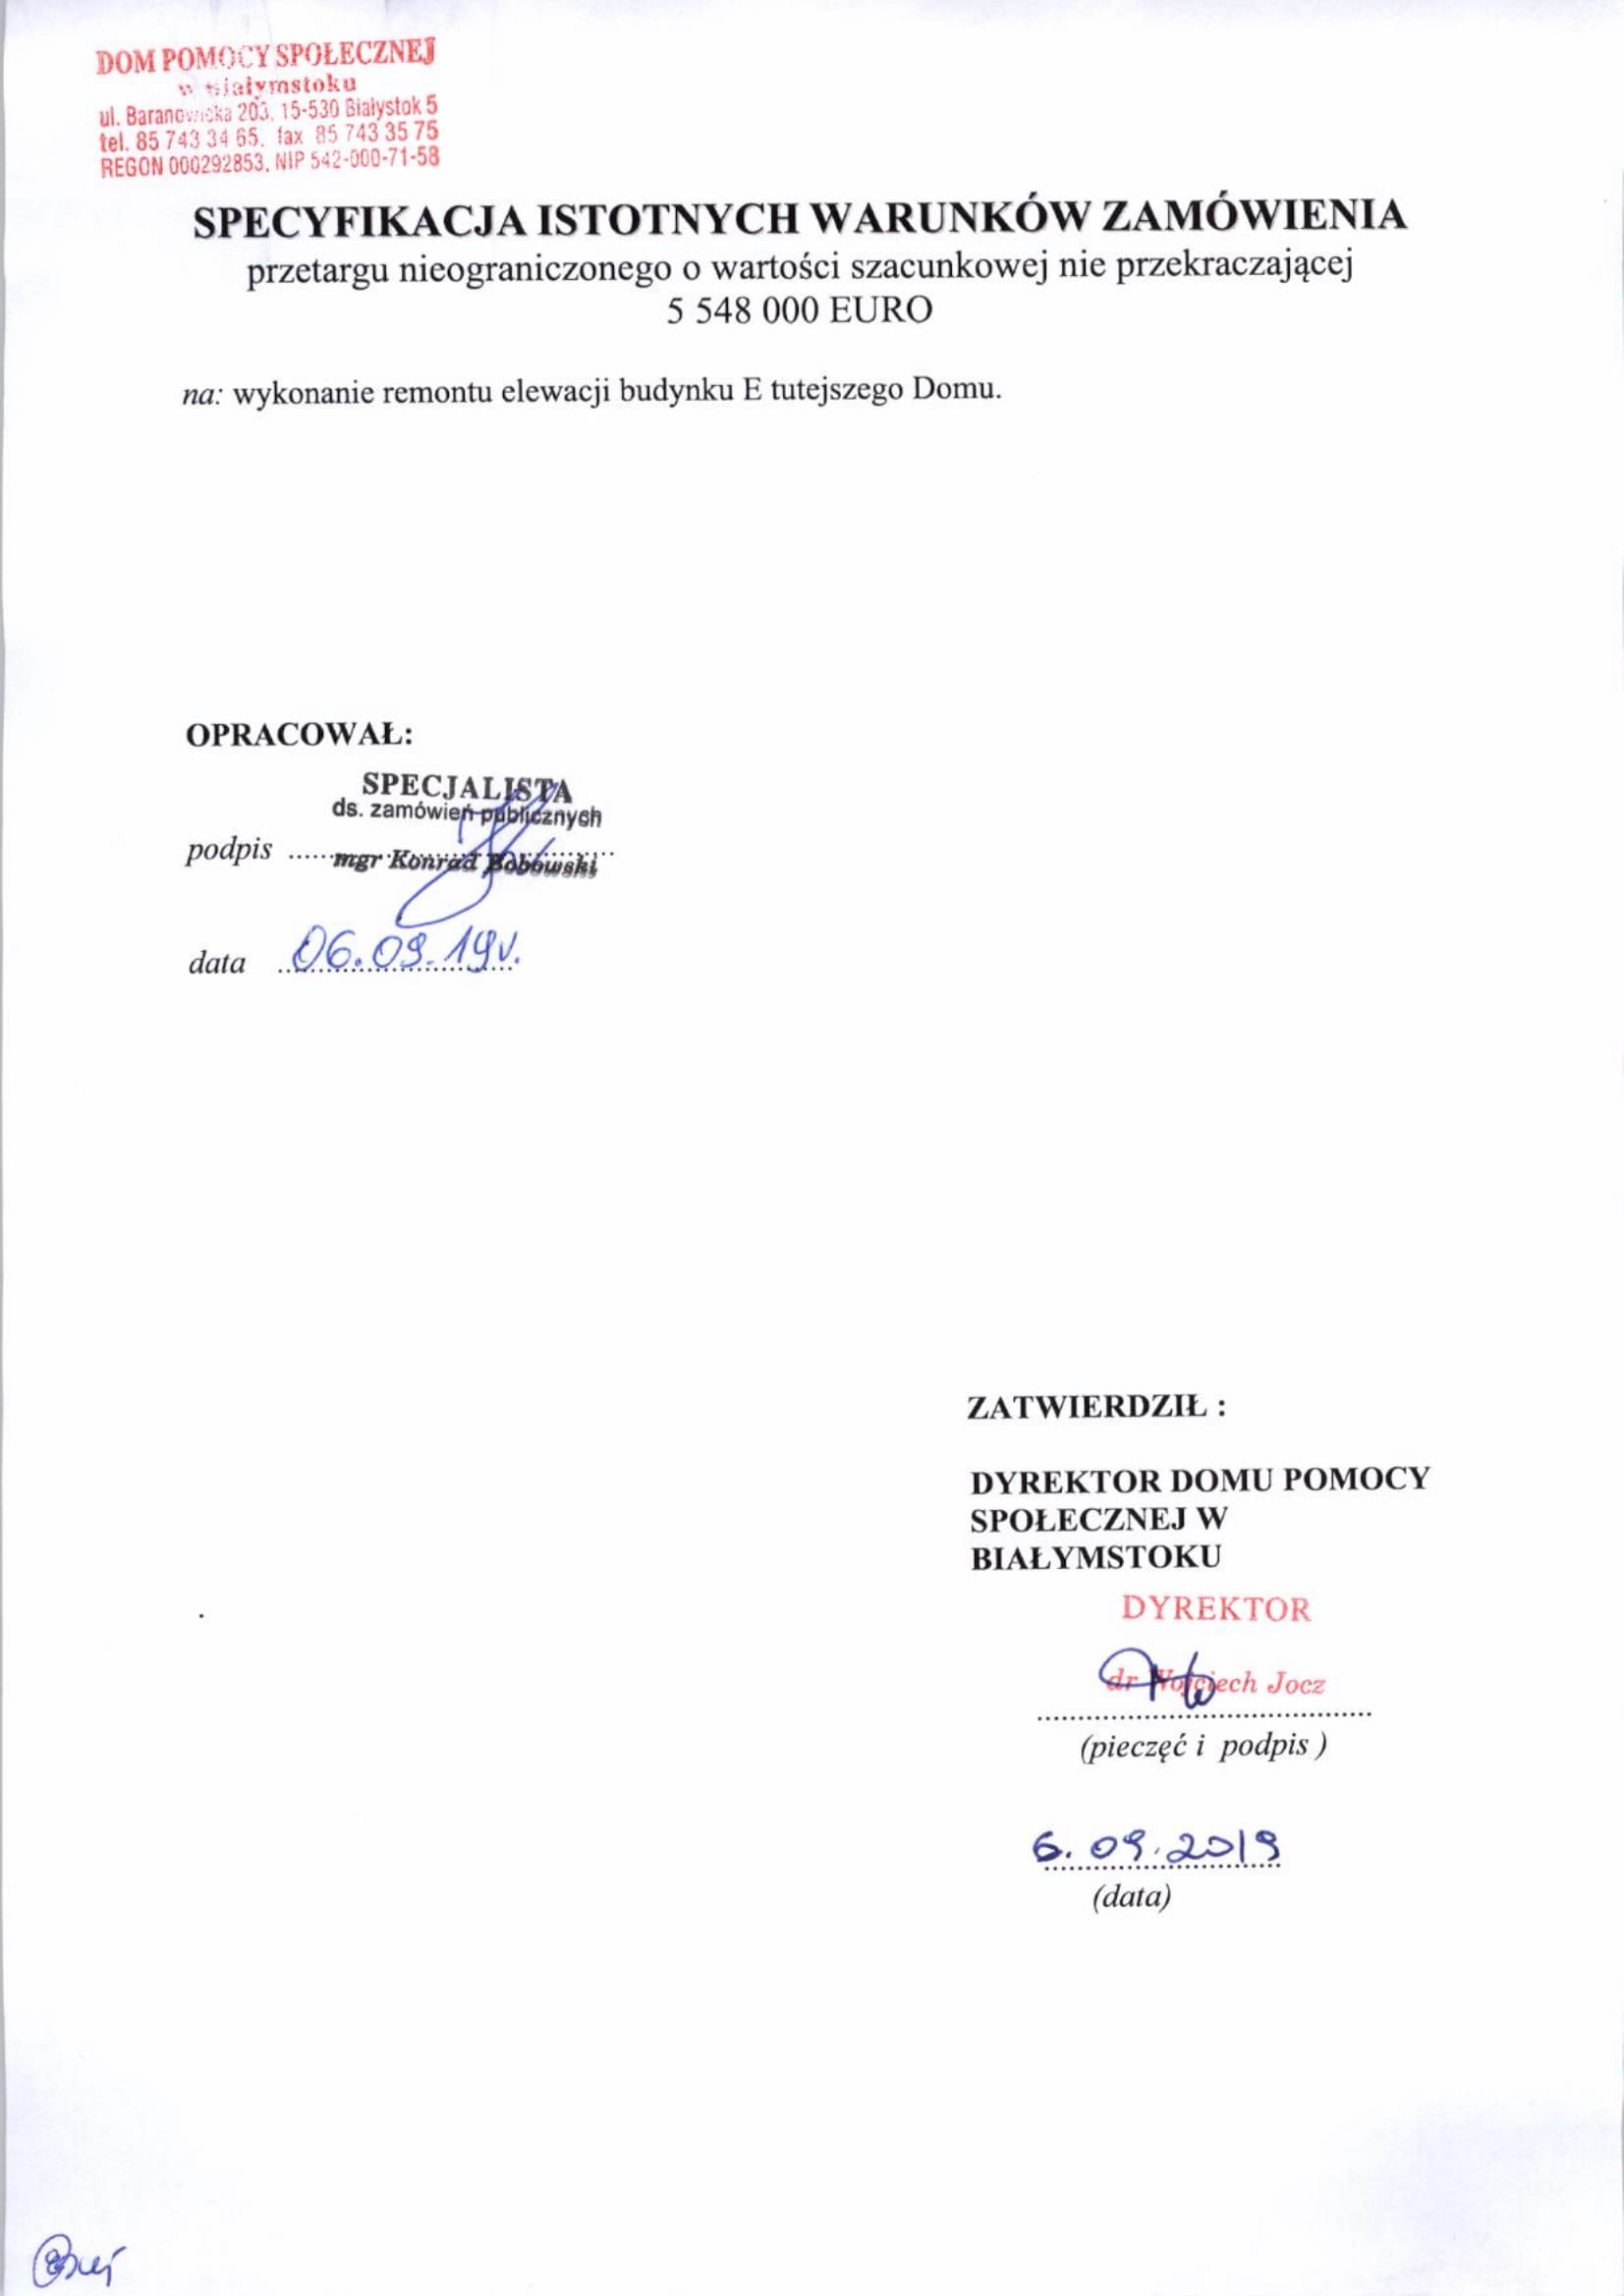 DOM POMOCY SPOŁECZNEJ
w Białymstoku
ul. Baranowicka 203, 15-530 Białystok 5
tel. 85 743 34 65, fax 85 743 35 75
REGON 000292853, NIP 542-000-71-58
SPECYFIKACJA ISTOTNYCH WARUNKÓW ZAMÓWIENIA
przetargu nieograniczonego o wartości szacunkowej nie przekraczającej
5 548 000 EURO
na: wykonanie remontu elewacji budynku E tutejszego Domu.
OPRACOWAŁ:
SPECJALISTA
ds. zamówień publicznych
podpis mgr Konrad Bobowski
data 06.09.19r.
ZATWIERDZIŁ :
DYREKTOR DOMU POMOCY
SPOŁECZNEJ W
BIAŁYMSTOKU
DYREKTOR
dr Wojciech Jocz
(pieczęć i podpis )
6. 09.2019
(data)